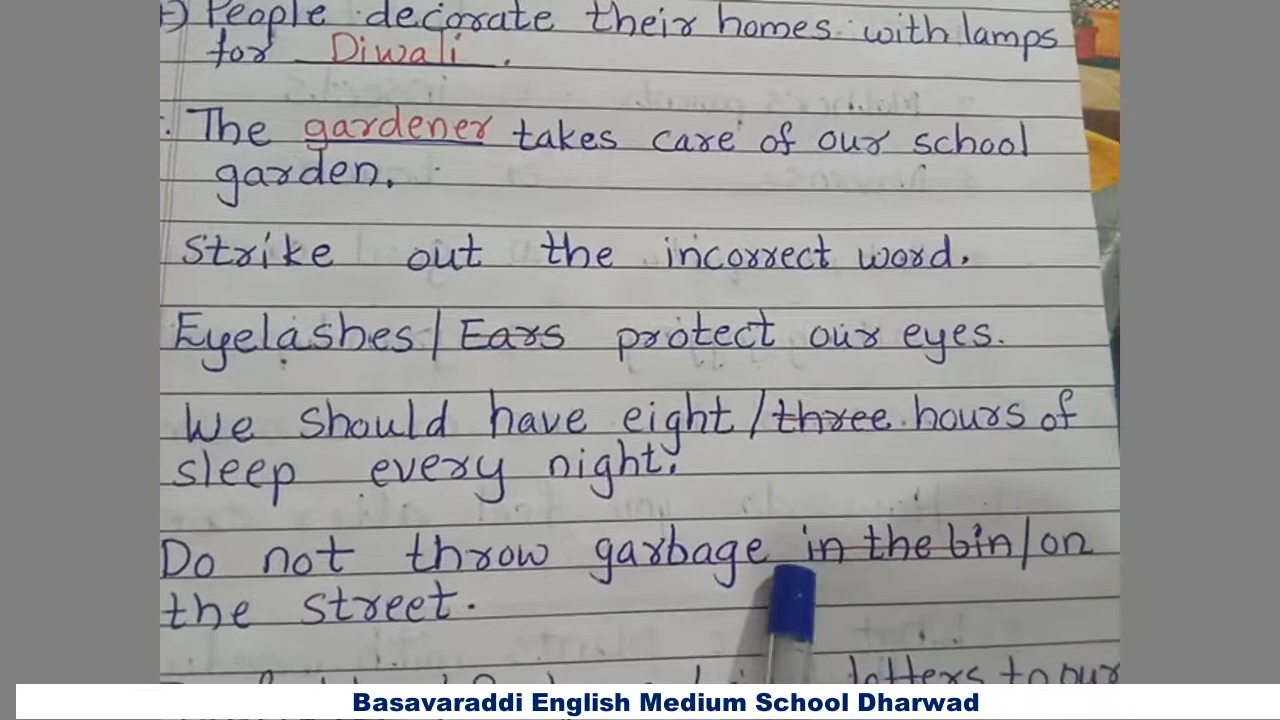 E) People decorate their homes with lamps
for Diwali.
The gardener takes care of our school
garden.
Strike out the incorrect word.
Eyelashes/Ears protect our eyes.
We should have eight/three hours of
sleep every night.
Do not throw garbage in the bin/on
the street.
letters to our
Basavaraddi English Medium School Dharwad